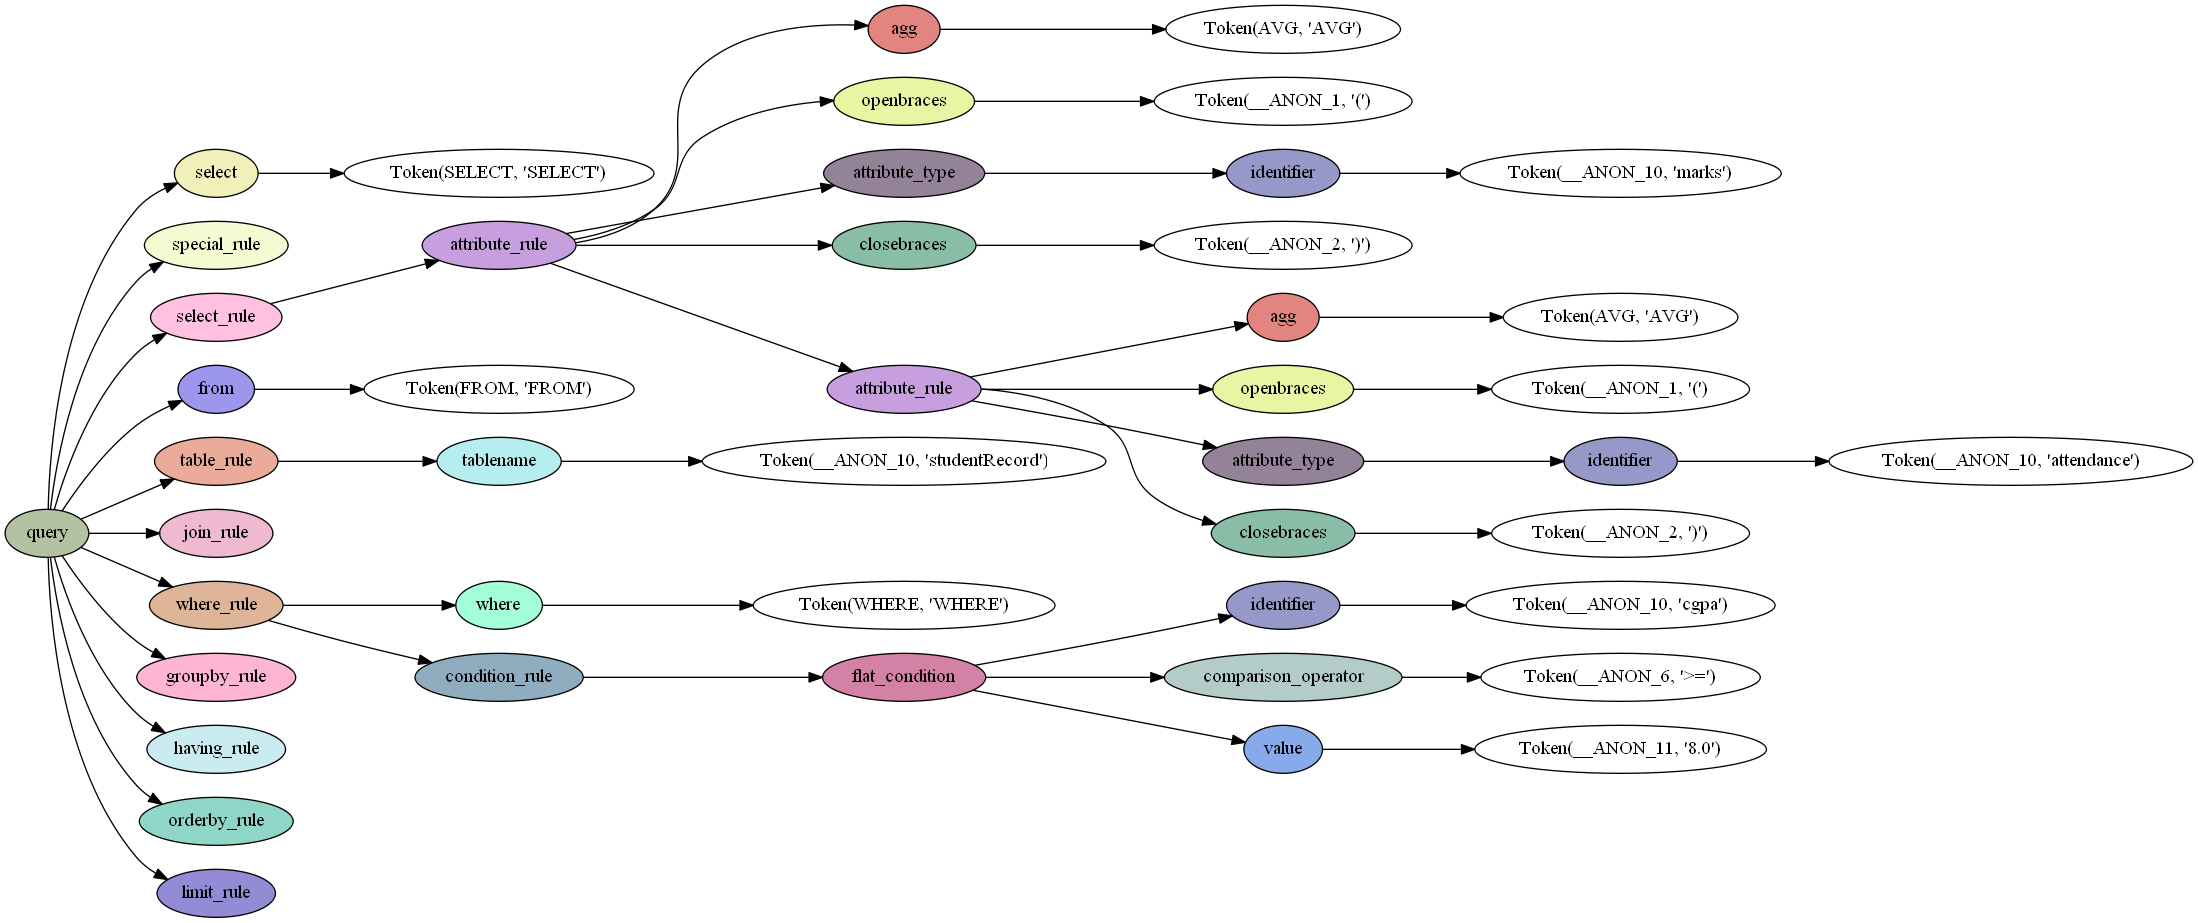 agg
Token(AVG, 'AVG')
openbraces
Token(__ANON_1, '(')
select
Token(SELECT, 'SELECT')
attribute_type
identifier
Token(__ANON_10, 'marks')
special_rule
attribute_rule
closebraces
Token(__ANON_2, ')')
select_rule
agg
Token(AVG, 'AVG')
from
Token(FROM, 'FROM')
attribute_rule
openbraces
Token(__ANON_1, '(')
table_rule
tablename
Token(__ANON_10, 'studentRecord')
attribute_type
identifier
Token(__ANON_10, 'attendance')
query
join_rule
closebraces
Token(__ANON_2, ')')
where_rule
where
Token(WHERE, 'WHERE')
identifier
Token(__ANON_10, 'cgpa')
groupby_rule
condition_rule
flat_condition
comparison_operator
Token(__ANON_6, '>=')
having_rule
value
Token(__ANON_11, '8.0')
orderby_rule
limit_rule